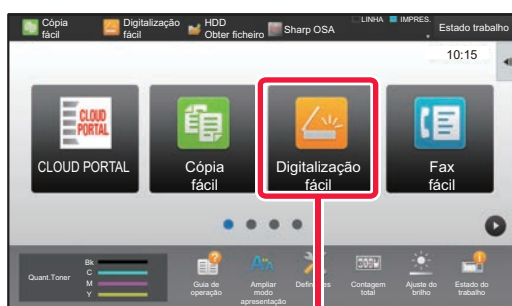 Cópia
fácil
Digitalização
fácil
HDD
Obter ficheiro
Sharp OSA
LINHA
IMPRES.
Estado trabalho
10:15
CLOUD
PORTAL
CLOUD PORTAL
Cópia
fácil
Digitalização
fácil
Fax
fácil
Quant.Toner
Bk
C
M
Y
Guia de
operação
Ampliar
modo
apresentação
Definições
Contagem
total
Ajuste do
brilho
Estado do
trabalho